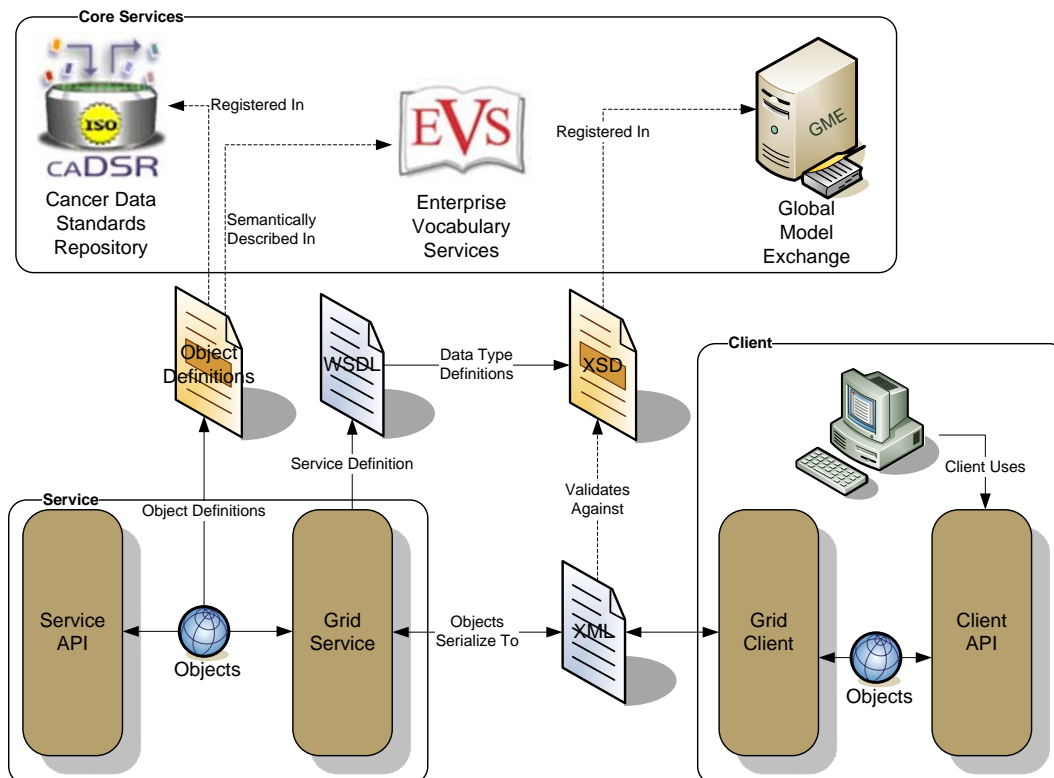 Core Services
ISO
caDSR
Cancer Data
Standards
Repository
Registered In
Semantically
Described In
EVS
Enterprise
Vocabulary
Services
Registered In
GME
Global
Model
Exchange
Object
Definitions
WSDL
Data Type
Definitions
XSD
Client
Client Uses
Service Definition
Validates
Against
Service
Object Definitions
Service
API
Objects
Grid
Service
Objects
Serialize To
XML
Grid
Client
Objects
Client
API